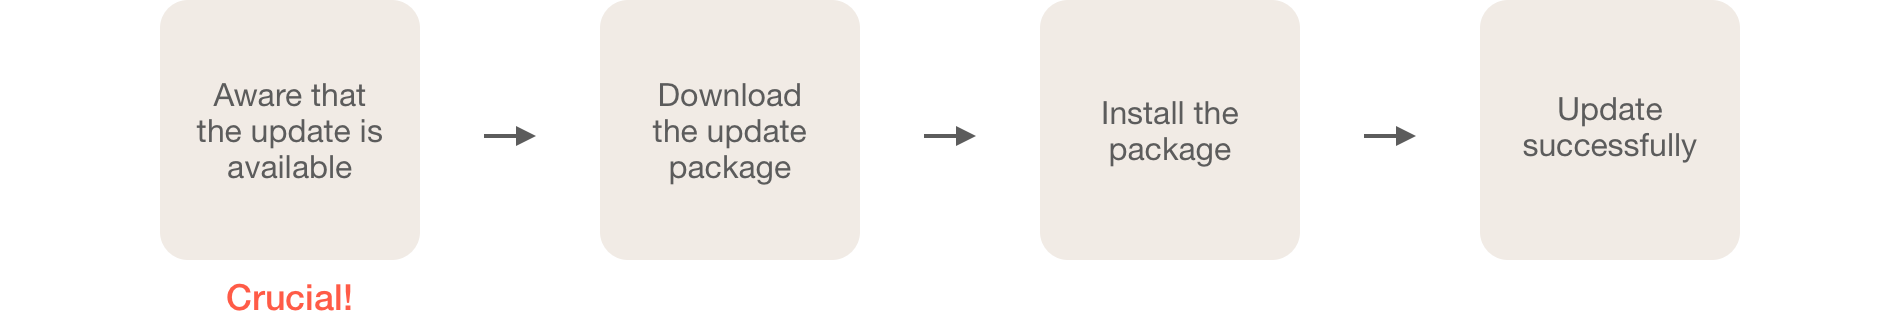 Aware that
the update is
available
Crucial!
Download
the update
package
Install the
package
Update
successfully